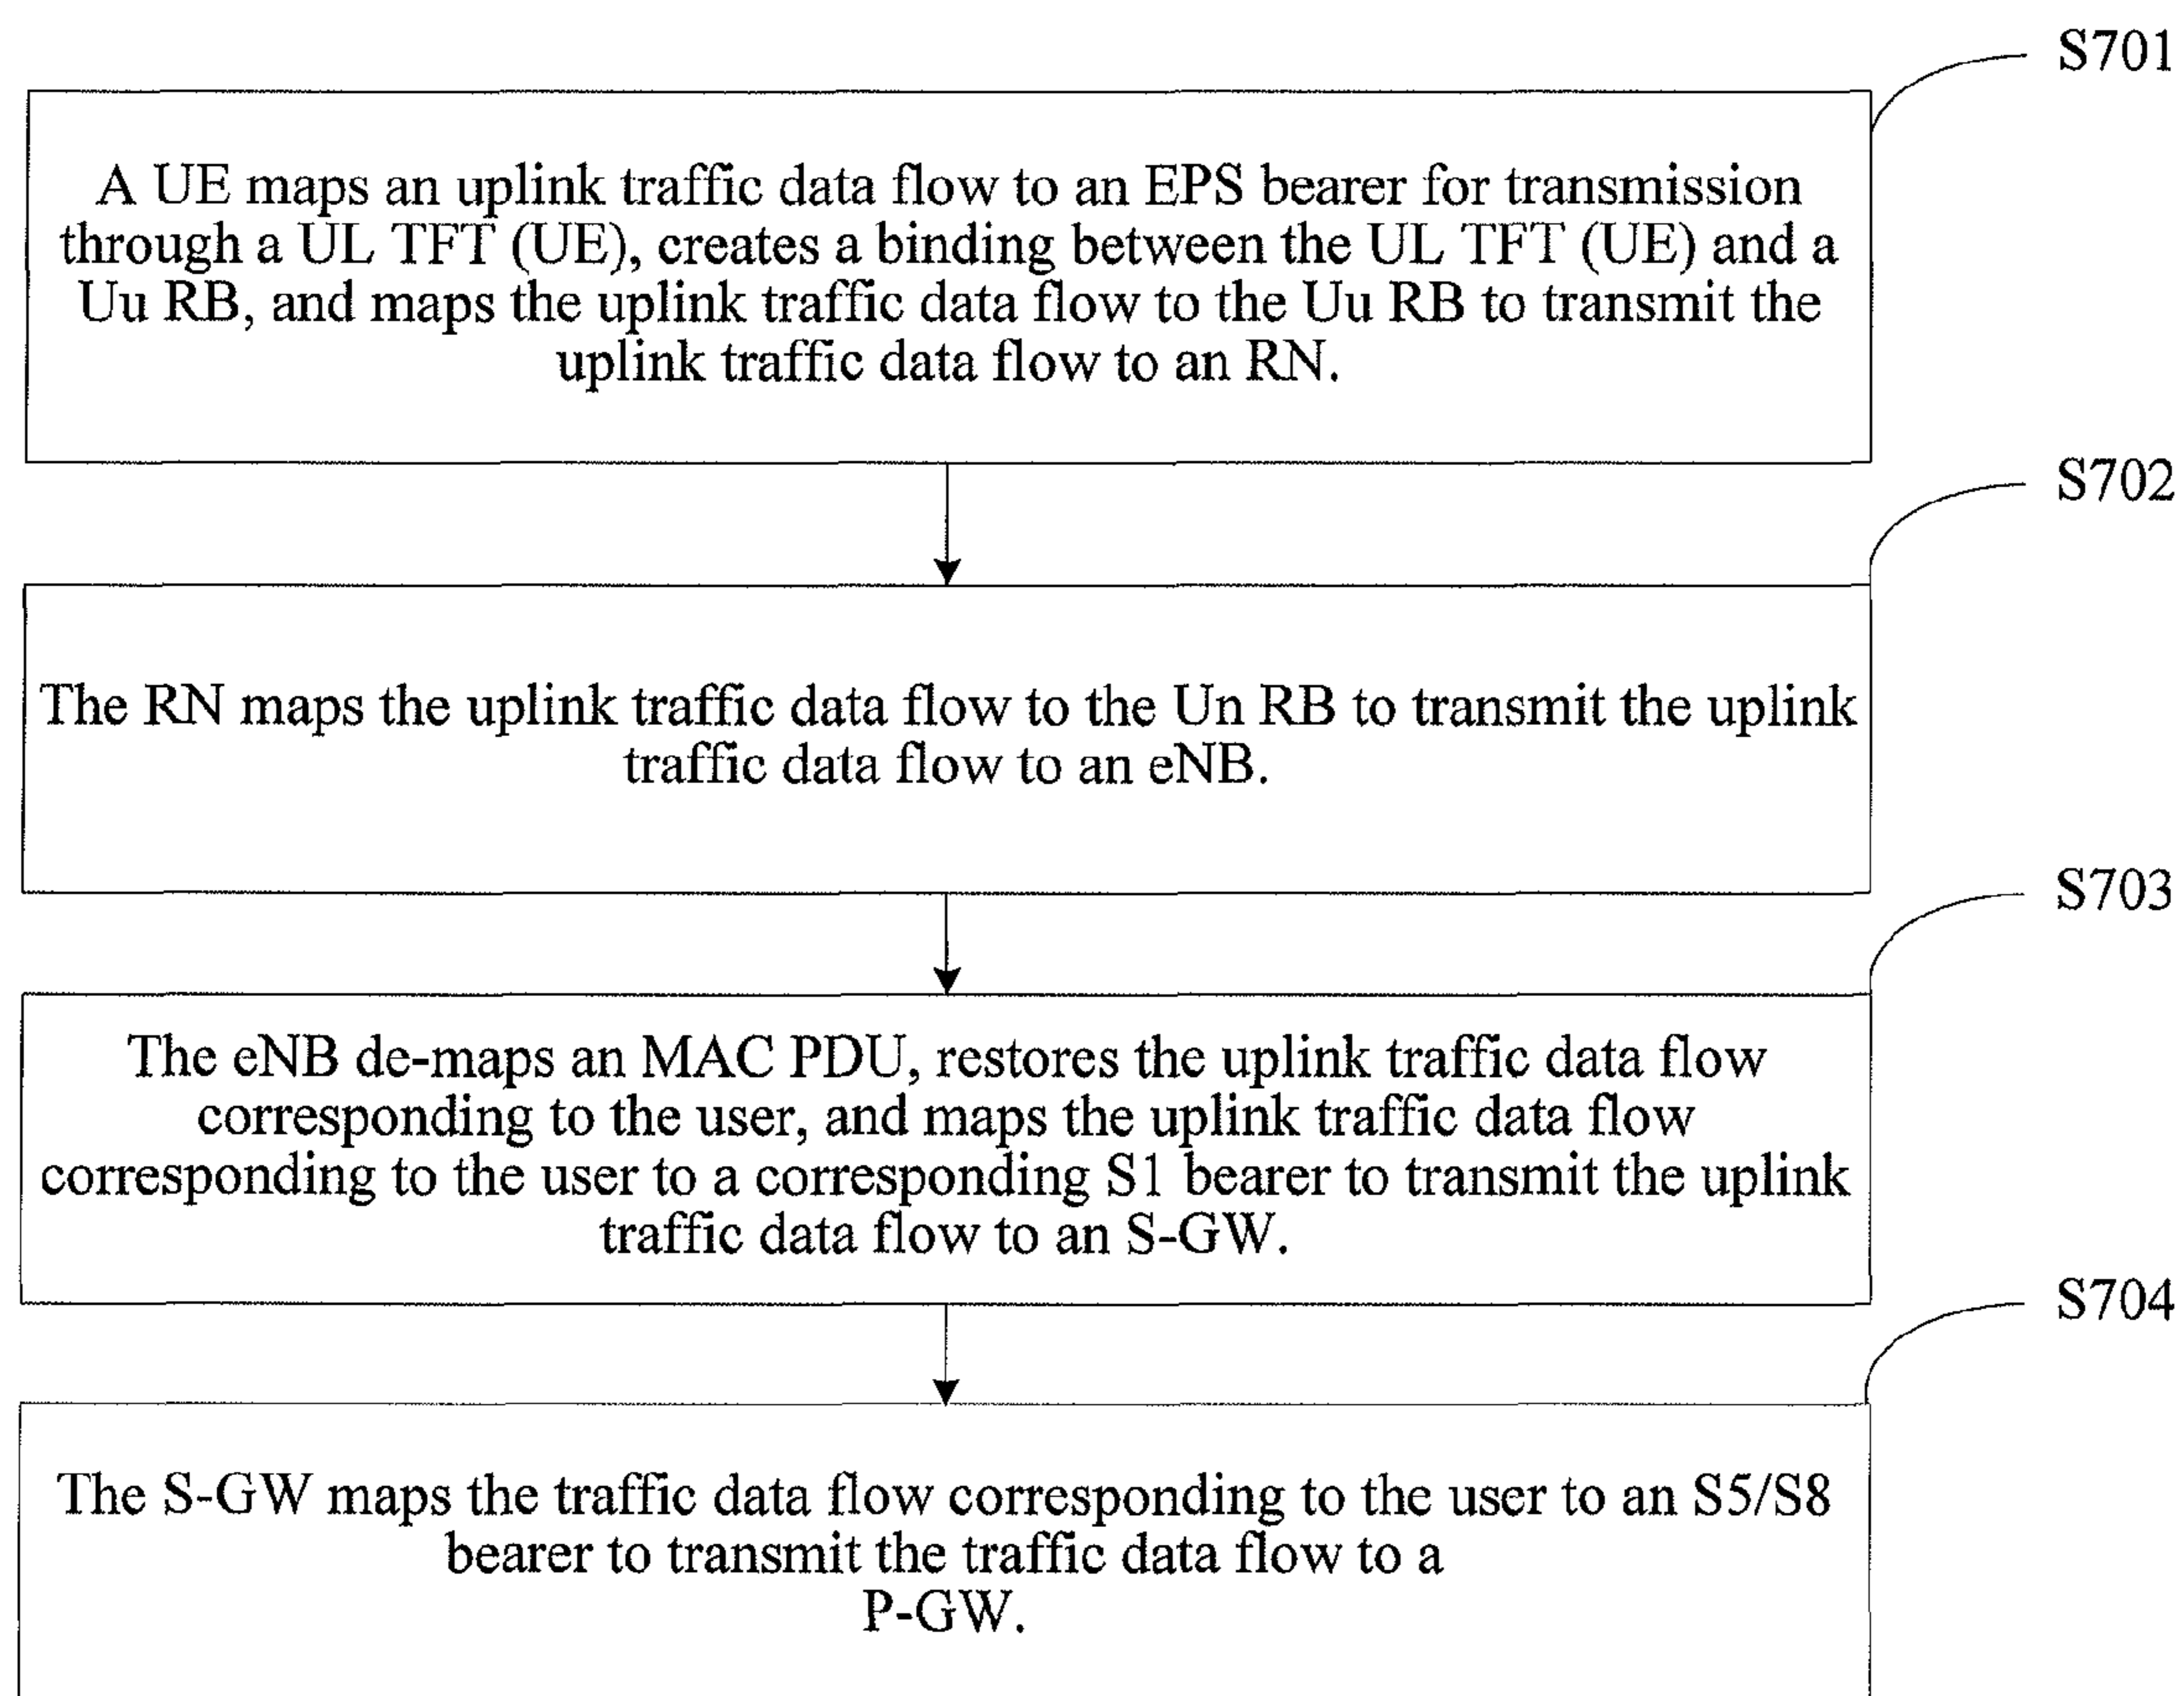 S701
A UE maps an uplink traffic data flow to an EPS bearer for transmission
through a UL TFT (UE), creates a binding between the UL TFT (UE) and a
Uu RB, and maps the uplink traffic data flow to the Uu RB to transmit the
uplink traffic data flow to an RN.
S702
The RN maps the uplink traffic data flow to the Un RB to transmit the uplink
traffic data flow to an eNB.
S703
The eNB de-maps an MAC PDU, restores the uplink traffic data flow
corresponding to the user, and maps the uplink traffic data flow
corresponding to the user to a corresponding S1 bearer to transmit the uplink
traffic data flow to an S-GW.
S704
The S-GW maps the traffic data flow corresponding to the user to an S5/S8
bearer to transmit the traffic data flow to a
P-GW.